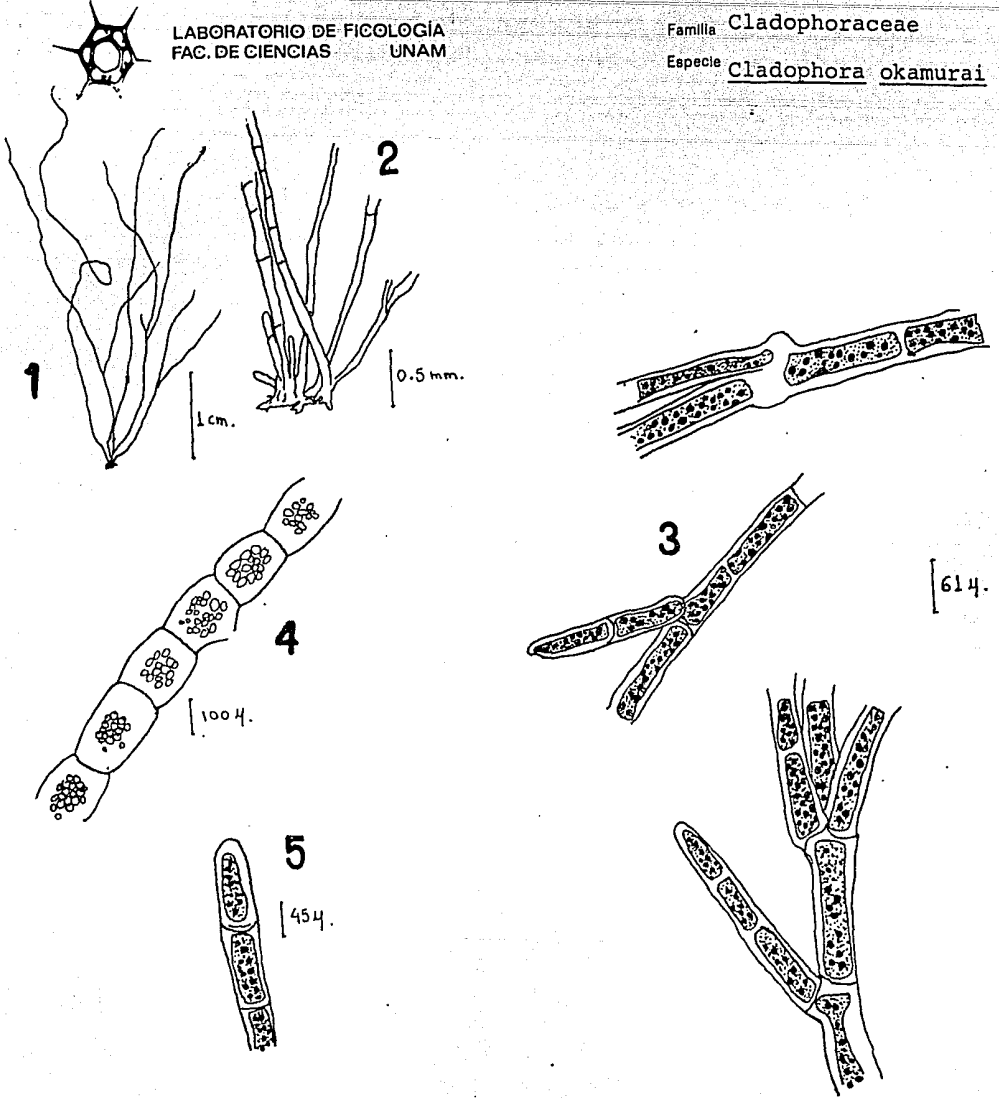 LABORATORIO DE FICOLOGÍA
FAC. DE CIENCIAS UNAM
Familia Cladophoraceae
Especie Cladophora okamurai
1
1 cm.
2
0.5 mm.
3
61 µ.
4
100 µ.
5
45 µ.